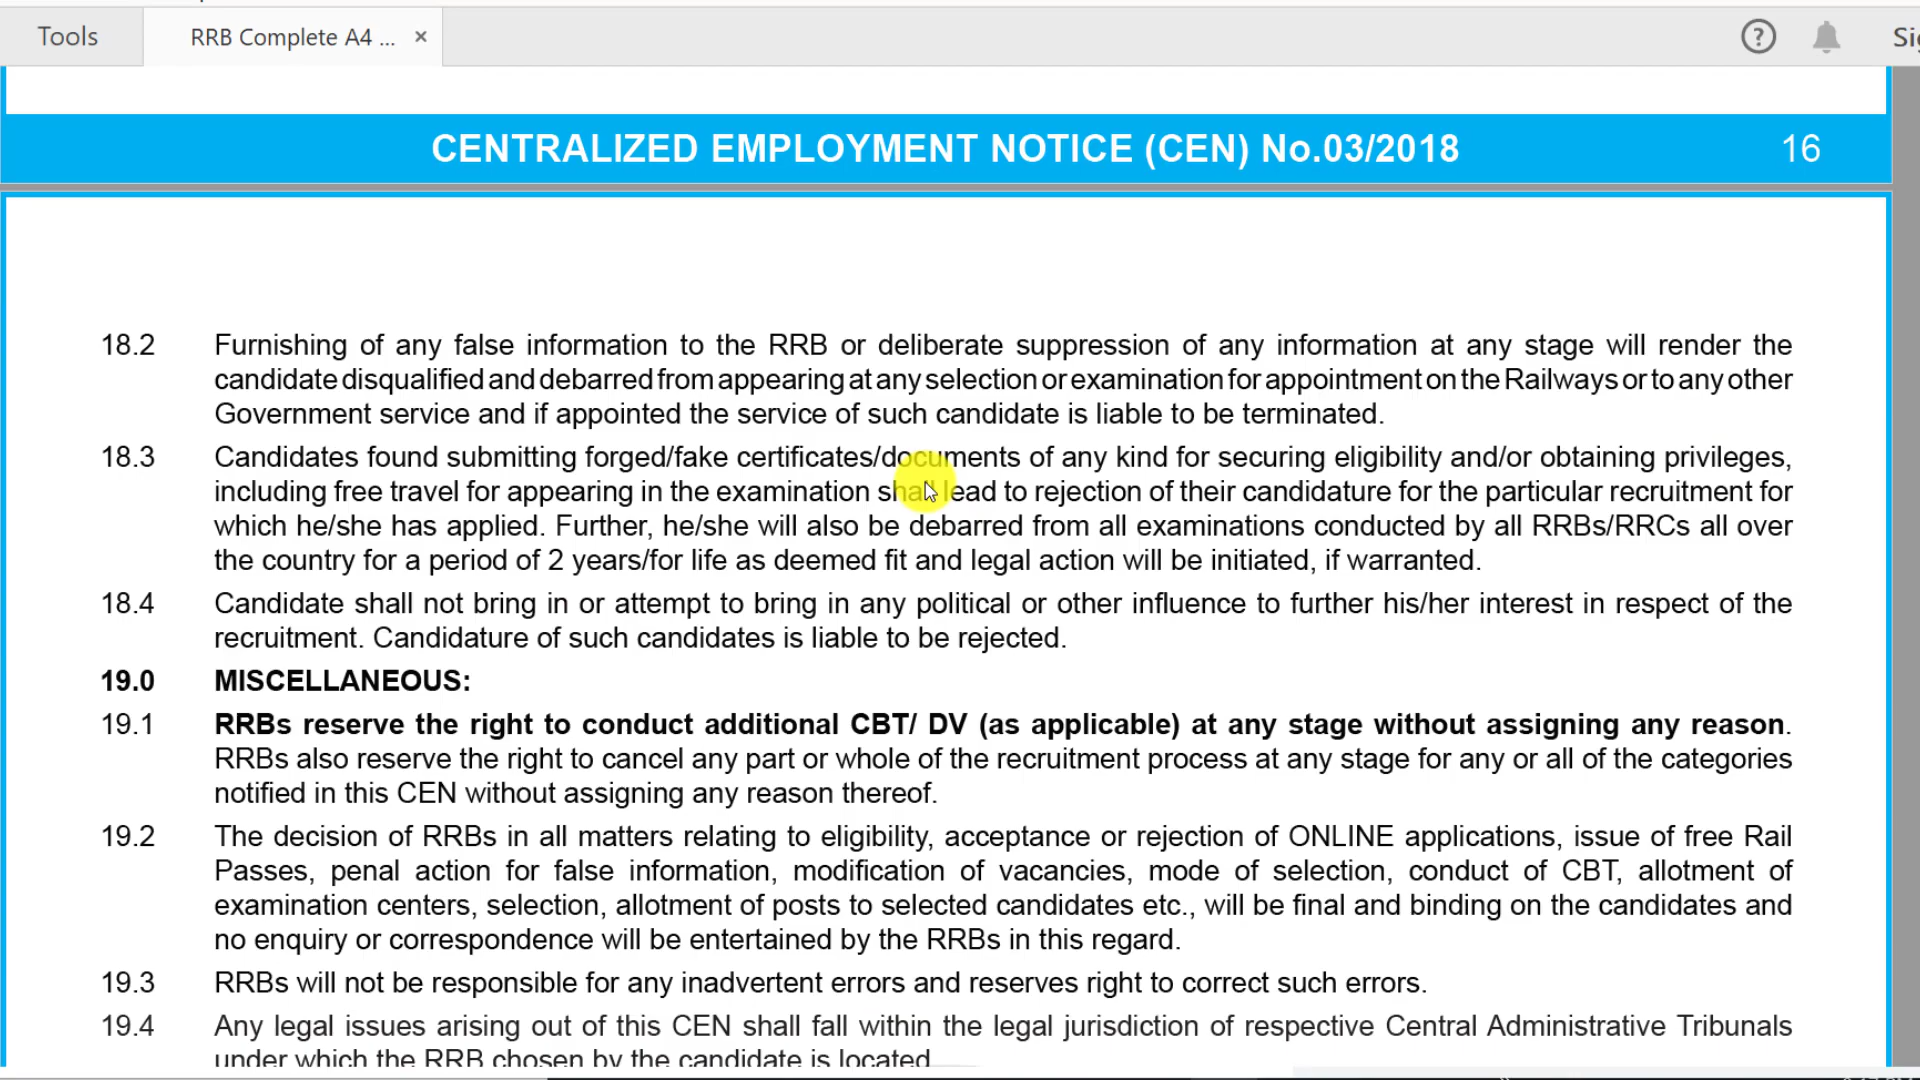 Tools
RRB Complete A4 ... ×
?
CENTRALIZED EMPLOYMENT NOTICE (CEN) No.03/2018 16
18.2 Furnishing of any false information to the RRB or deliberate suppression of any information at any stage will render the
candidate disqualified and debarred from appearing at any selection or examination for appointment on the Railways or to any other
Government service and if appointed the service of such candidate is liable to be terminated.
18.3 Candidates found submitting forged/fake certificates/documents of any kind for securing eligibility and/or obtaining privileges,
including free travel for appearing in the examination shall lead to rejection of their candidature for the particular recruitment for
which he/she has applied. Further, he/she will also be debarred from all examinations conducted by all RRBs/RRCs all over
the country for a period of 2 years/for life as deemed fit and legal action will be initiated, if warranted.
18.4 Candidate shall not bring in or attempt to bring in any political or other influence to further his/her interest in respect of the
recruitment. Candidature of such candidates is liable to be rejected.
19.0 MISCELLANEOUS:
19.1 RRBs reserve the right to conduct additional CBT/ DV (as applicable) at any stage without assigning any reason.
RRBs also reserve the right to cancel any part or whole of the recruitment process at any stage for any or all of the categories
notified in this CEN without assigning any reason thereof.
19.2 The decision of RRBs in all matters relating to eligibility, acceptance or rejection of ONLINE applications, issue of free Rail
Passes, penal action for false information, modification of vacancies, mode of selection, conduct of CBT, allotment of
examination centers, selection, allotment of posts to selected candidates etc., will be final and binding on the candidates and
no enquiry or correspondence will be entertained by the RRBs in this regard.
19.3 RRBs will not be responsible for any inadvertent errors and reserves right to correct such errors.
19.4 Any legal issues arising out of this CEN shall fall within the legal jurisdiction of respective Central Administrative Tribunals
under which the RRB chosen by the candidate is located